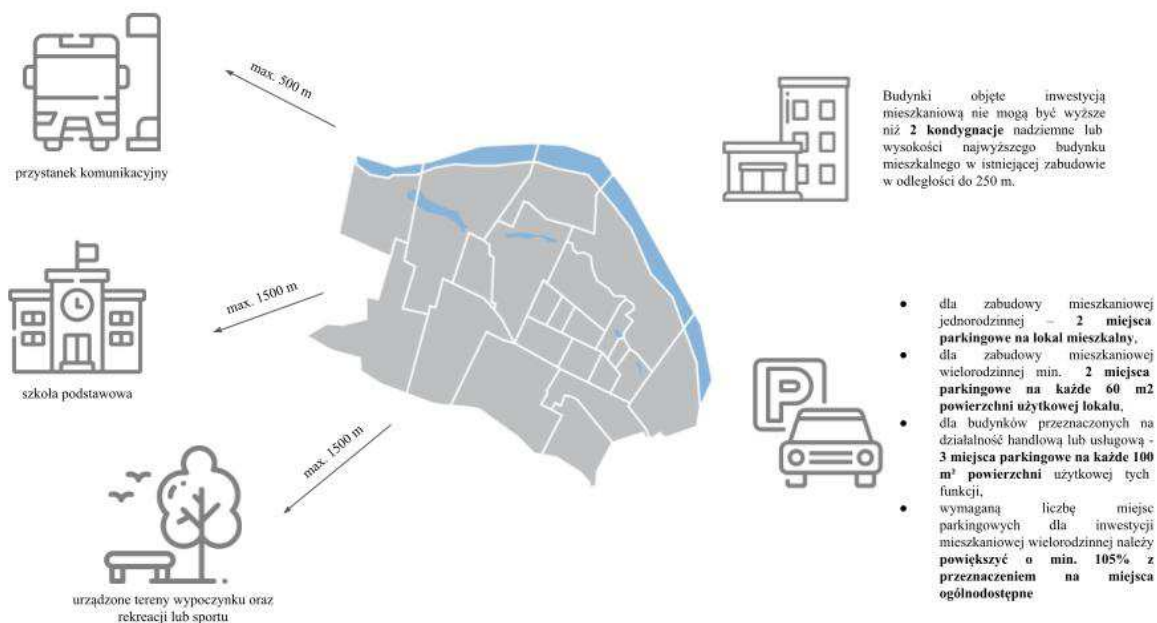 max. 500 m
przystanek komunikacyjny
max. 1500 m
szkoła podstawowa
max. 1500 m
urządzone tereny wypoczynku oraz
rekreacji lub sportu
Budynki objęte inwestycją
mieszkaniową nie mogą być wyższe
niż 2 kondygnacje nadziemne lub
wysokości najwyższego budynku
mieszkalnego w istniejącej zabudowie
w odległości do 250 m.
P
● dla zabudowy mieszkaniowej
jednorodzinnej – 2 miejsca
parkingowe na lokal mieszkalny,
● dla zabudowy mieszkaniowej
wielorodzinnej min. 2 miejsca
parkingowe na każde 60 m2
powierzchni użytkowej lokalu,
● dla budynków przeznaczonych na
działalność handlową lub usługową -
3 miejsca parkingowe na każde 100
m² powierzchni użytkowej tych
funkcji,
● wymaganą liczbę miejsc
parkingowych dla inwestycji
mieszkaniowej wielorodzinnej należy
powiększyć o min. 105% z
przeznaczeniem na miejsca
ogólnodostępne